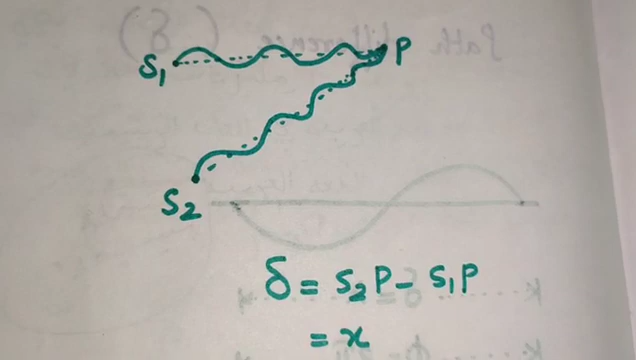 S₁ P
S₂
δ = S₂P - S₁P
= x